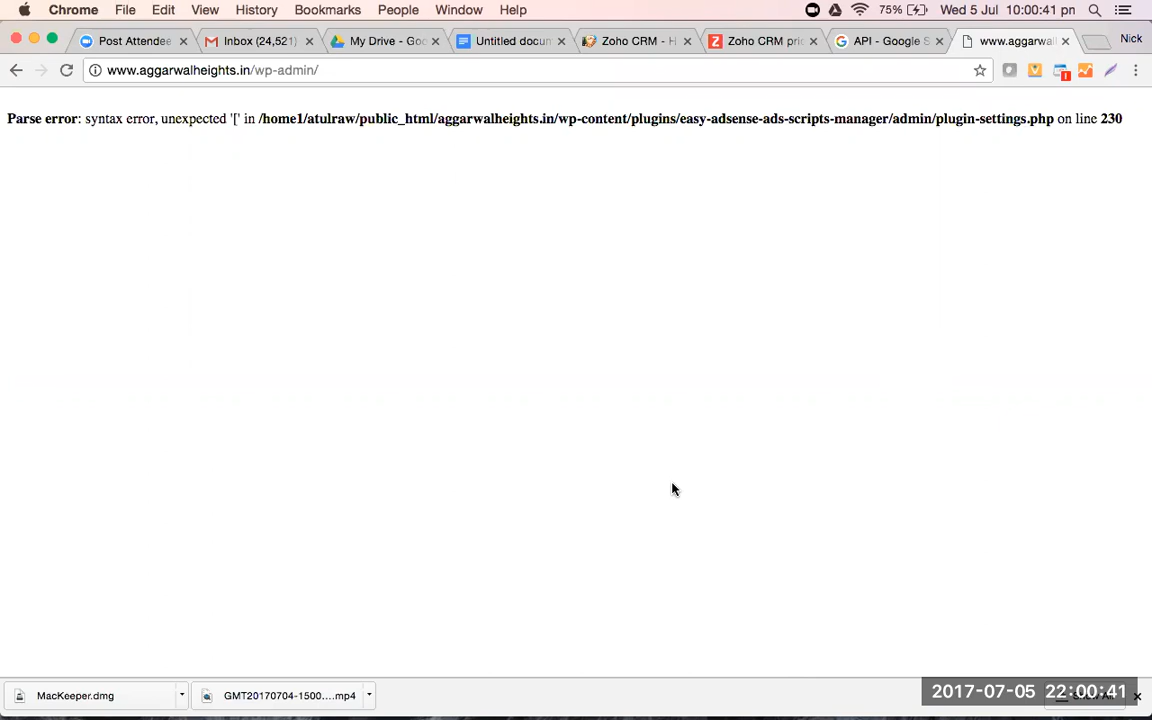 Chrome File Edit View History Bookmarks People Window Help 75% Wed 5 Jul 10:00:41 pn
Post Attendee Inbox (24,521) My Drive - Goo Untitled docun Zoho CRM - H Zoho CRM pric API - Google S www.aggarwal Nick
www.aggarwalheights.in/wp-admin/
Parse error: syntax error, unexpected '[' in /home1/atulraw/public_html/aggarwalheights.in/wp-content/plugins/easy-adsense-ads-scripts-manager/admin/plugin-settings.php on line 230
MacKeeper.dmg GMT20170704-1500....mp4 2017-07-05 22:00:41